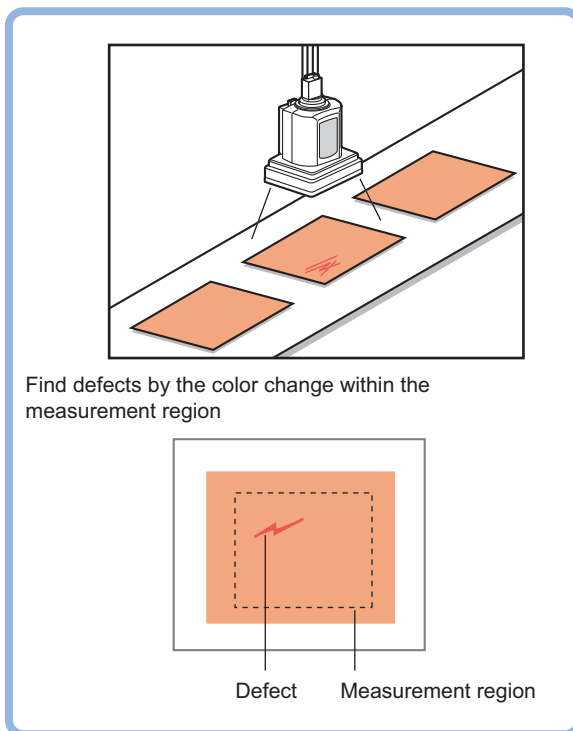 Find defects by the color change within the
measurement region
Defect
Measurement region